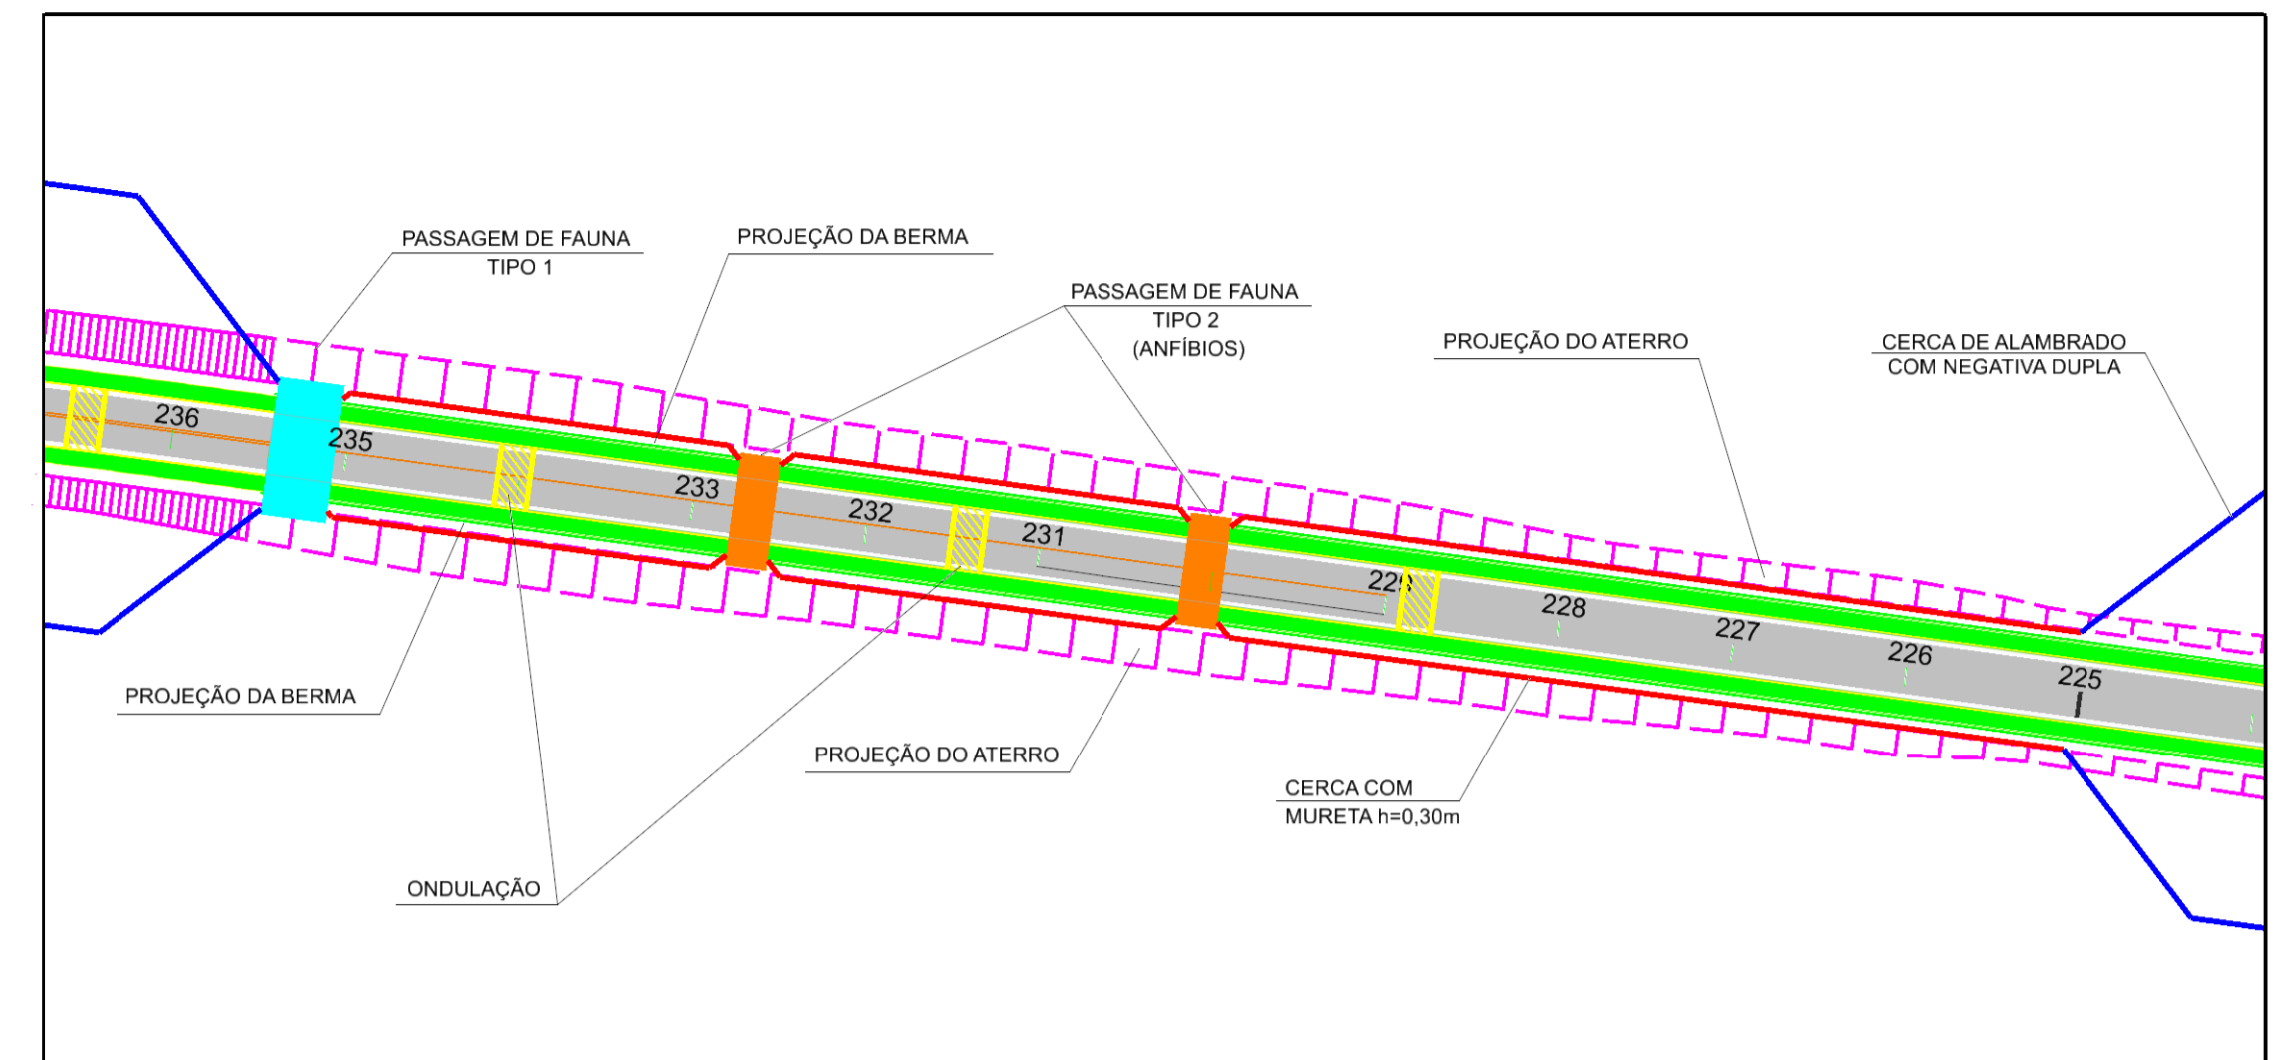 PASSAGEM DE FAUNA
TIPO 1
PROJEÇÃO DA BERMA
PASSAGEM DE FAUNA
TIPO 2
(ANFÍBIOS)
PROJEÇÃO DO ATERRO
CERCA DE ALAMBRADO
COM NEGATIVA DUPLA
236
235
233
232
231
229
228
227
226
225
PROJEÇÃO DA BERMA
PROJEÇÃO DO ATERRO
CERCA COM
MURETA h=0,30m
ONDULAÇÃO